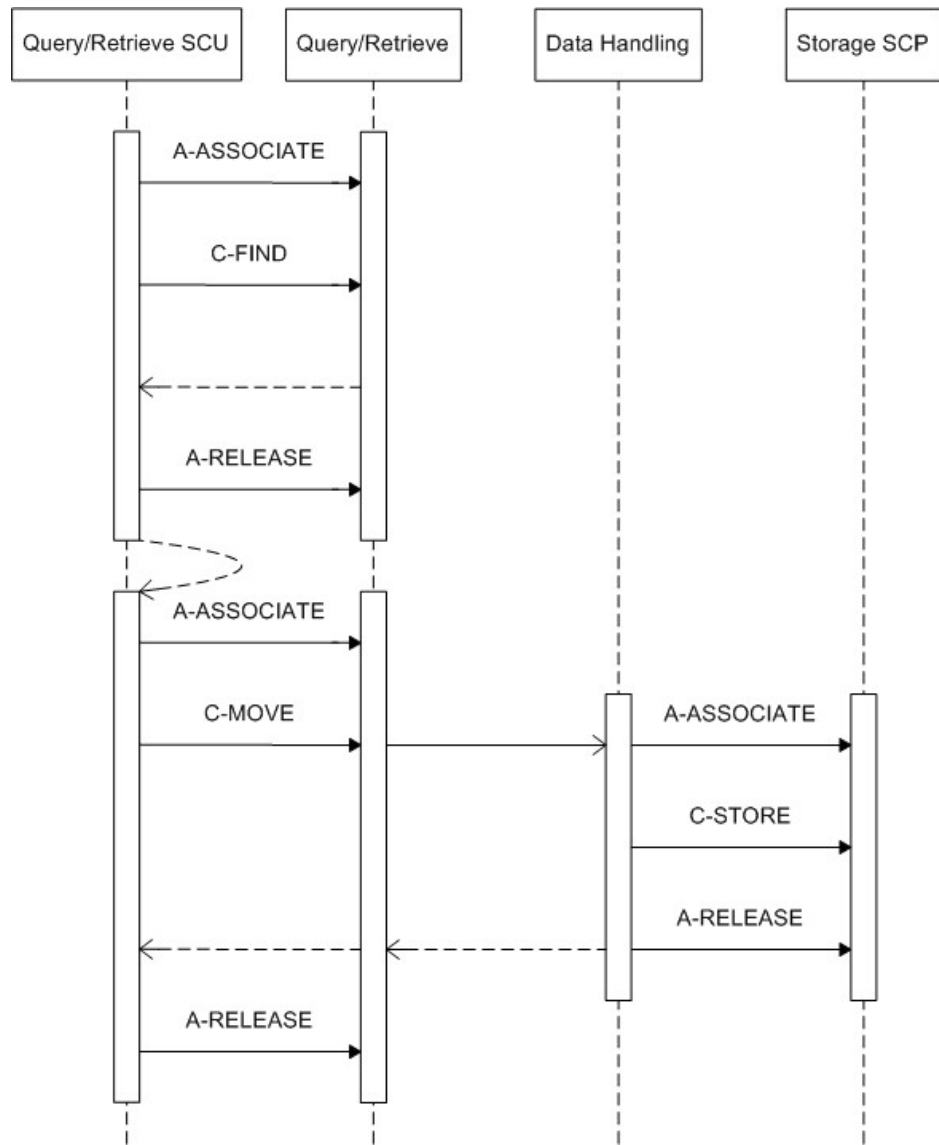 Query/Retrieve SCU
Query/Retrieve
Data Handling
Storage SCP
A-ASSOCIATE
C-FIND
A-RELEASE
A-ASSOCIATE
C-MOVE
A-ASSOCIATE
C-STORE
A-RELEASE
A-RELEASE